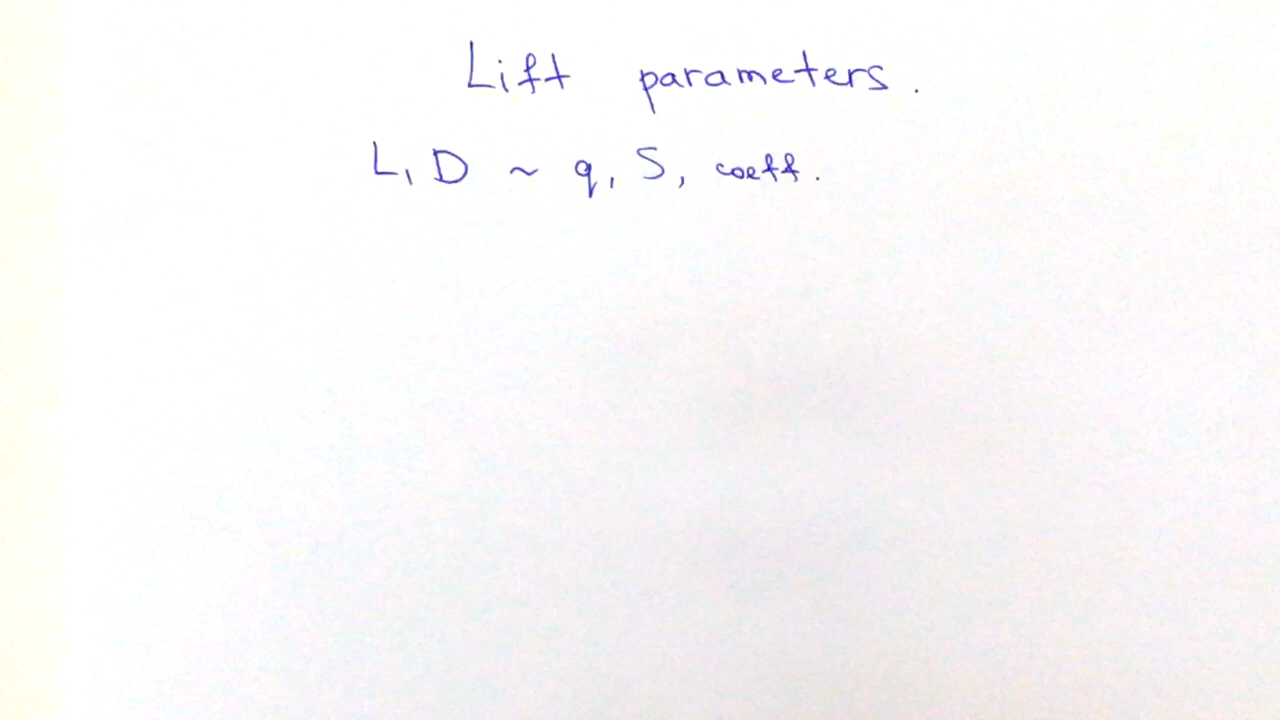 Lift parameters.
L, D ~ q, S, coeff.